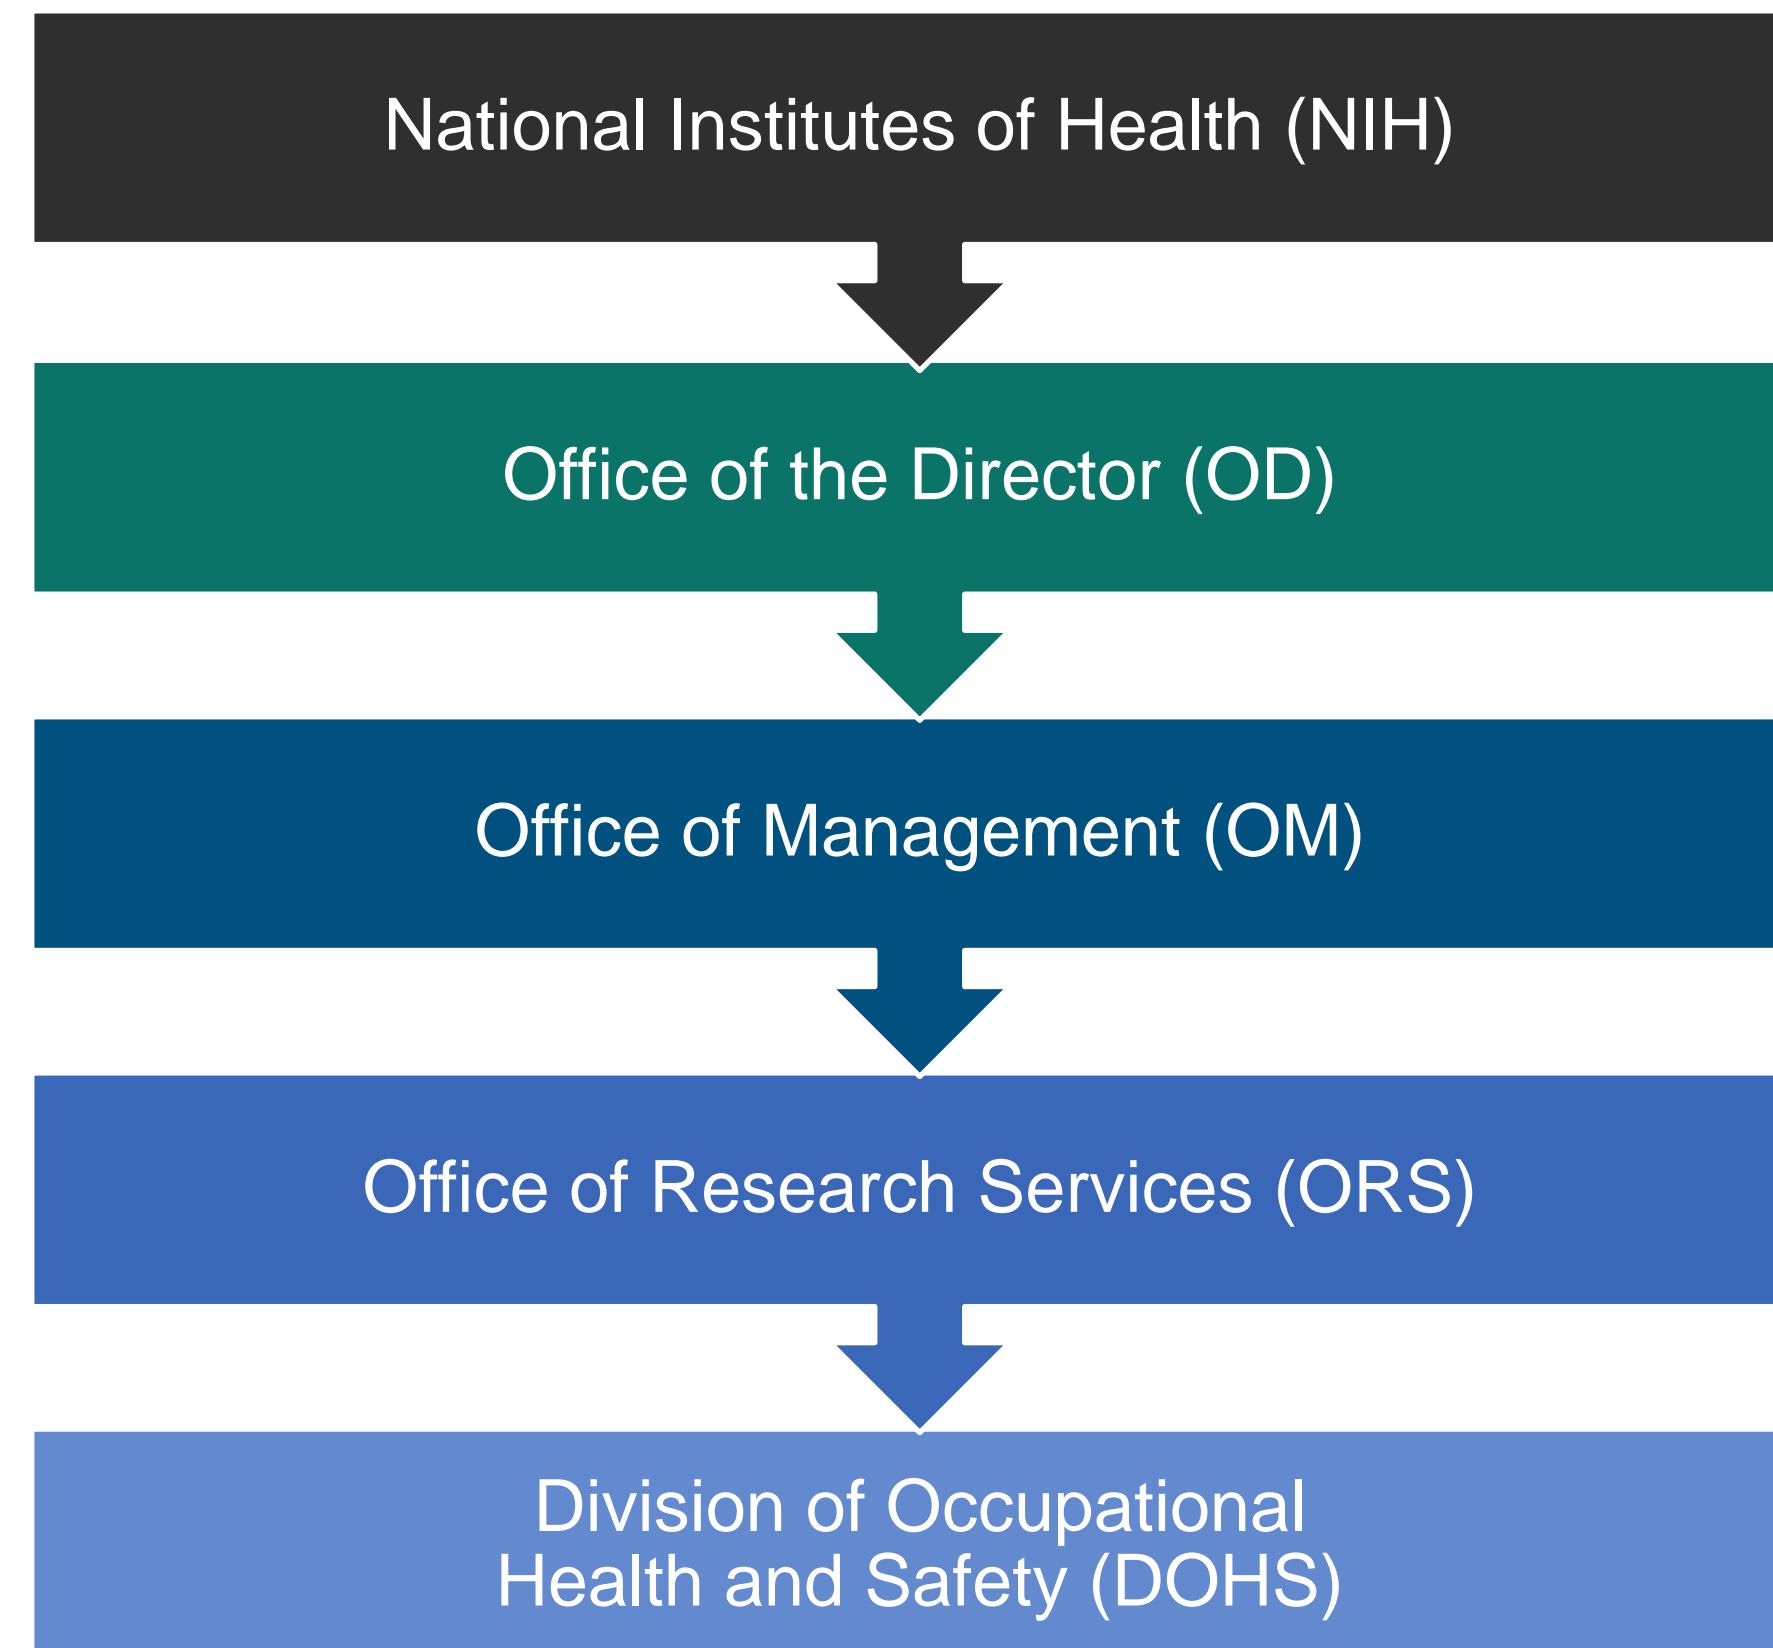 National Institutes of Health (NIH)
Office of the Director (OD)
Office of Management (OM)
Office of Research Services (ORS)
Division of Occupational
Health and Safety (DOHS)